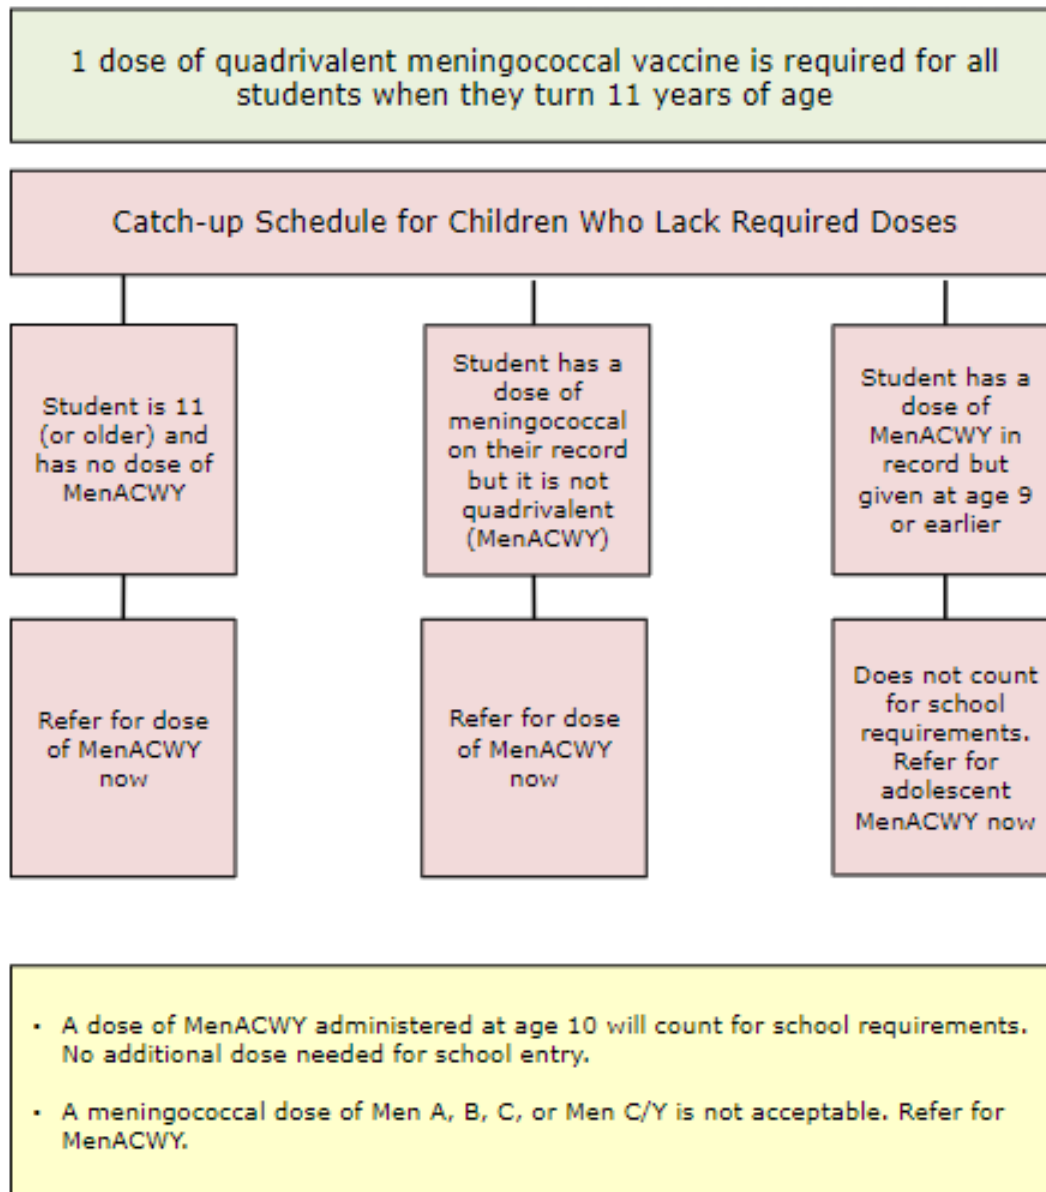 1 dose of quadrivalent meningococcal vaccine is required for all
students when they turn 11 years of age
Catch-up Schedule for Children Who Lack Required Doses
Student is 11
(or older) and
has no dose of
MenACWY
Student has a
dose of
meningococcal
on their record
but it is not
quadrivalent
(MenACWY)
Student has a
dose of
MenACWY in
record but
given at age 9
or earlier
Refer for dose
of MenACWY
now
Refer for dose
of MenACWY
now
Does not count
for school
requirements.
Refer for
adolescent
MenACWY now
• A dose of MenACWY administered at age 10 will count for school requirements.
No additional dose needed for school entry.
• A meningococcal dose of Men A, B, C, or Men C/Y is not acceptable. Refer for
MenACWY.